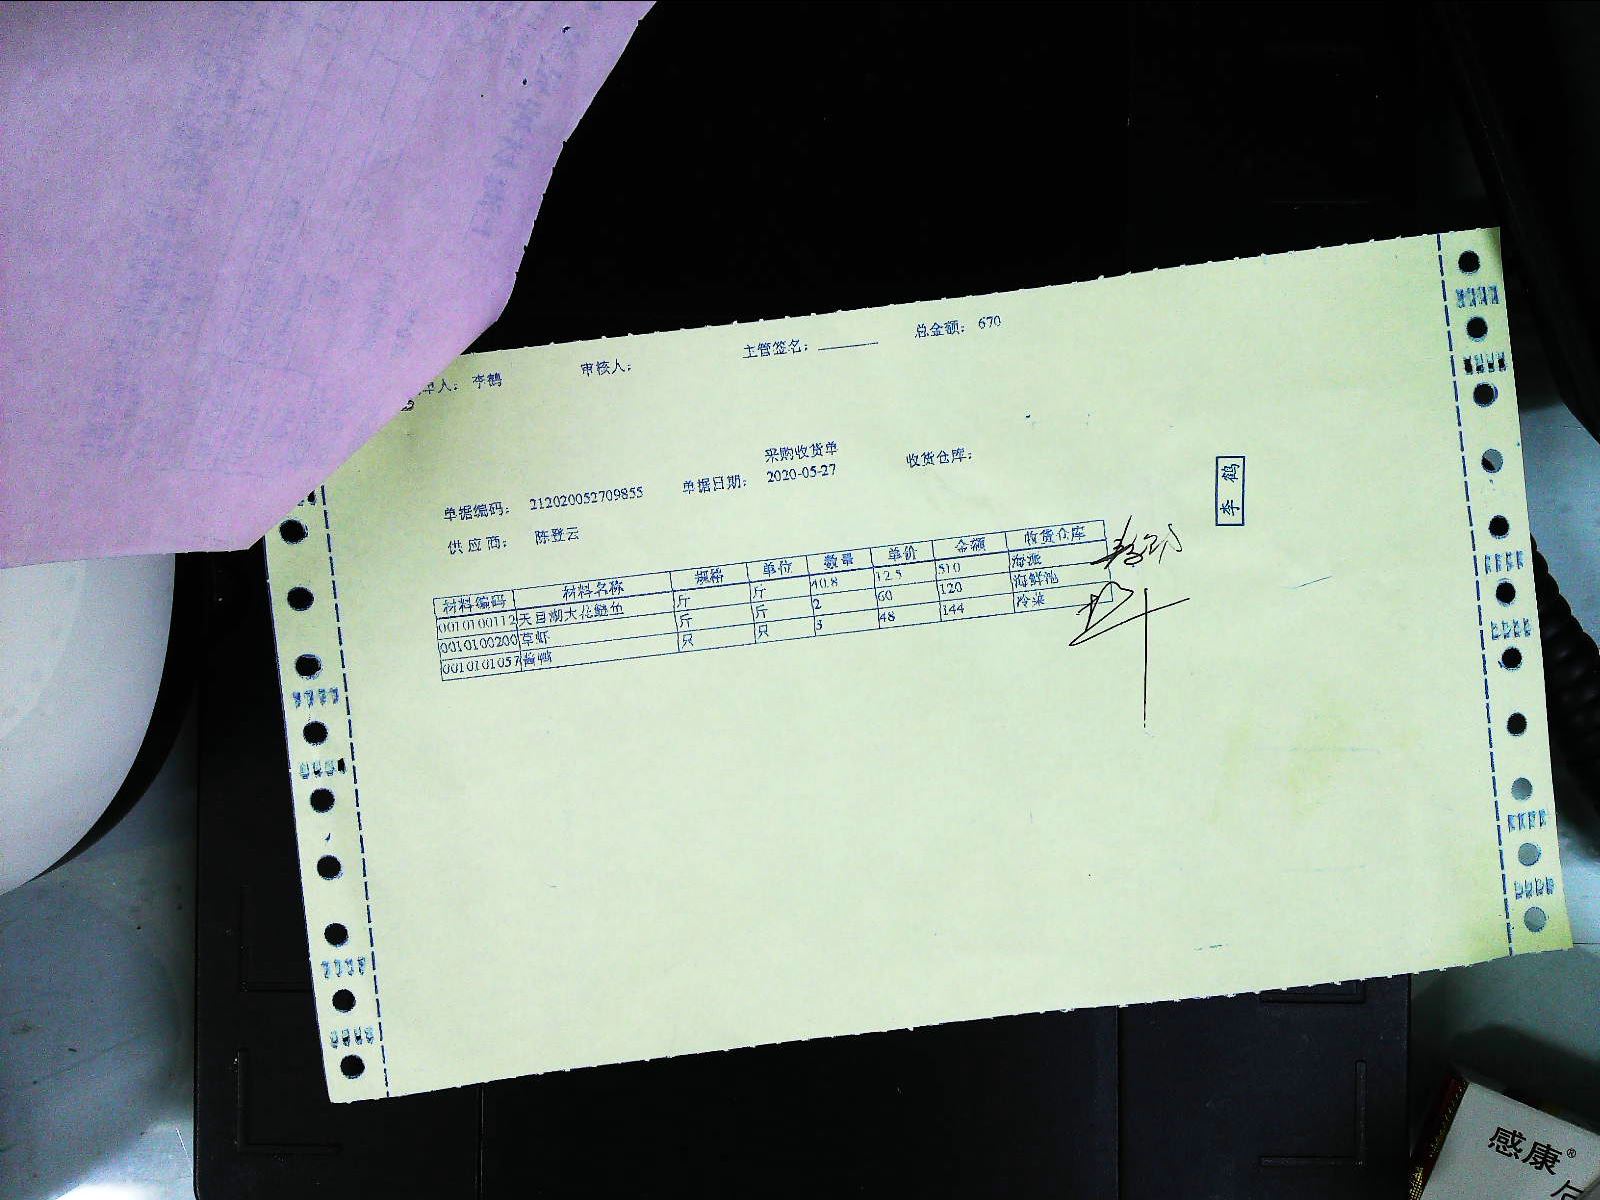 单人： 李鹤 审核人： 主管签名： 总金额： 670
采购收货单
单据编码： 212020052709855 单据日期： 2020-05-27 收货仓库：
供应商： 陈登云
材料编码 材料名称 规格 单位 数量 单价 金额 收货仓库
0010100112 天目湖大花鲢鱼 斤 斤 40.8 12.5 510 海派
0010100200 草虾 斤 斤 2 60 120 海鲜池
0010101057 酱鸭 只 只 3 48 144 冷菜
李鹤
感康®